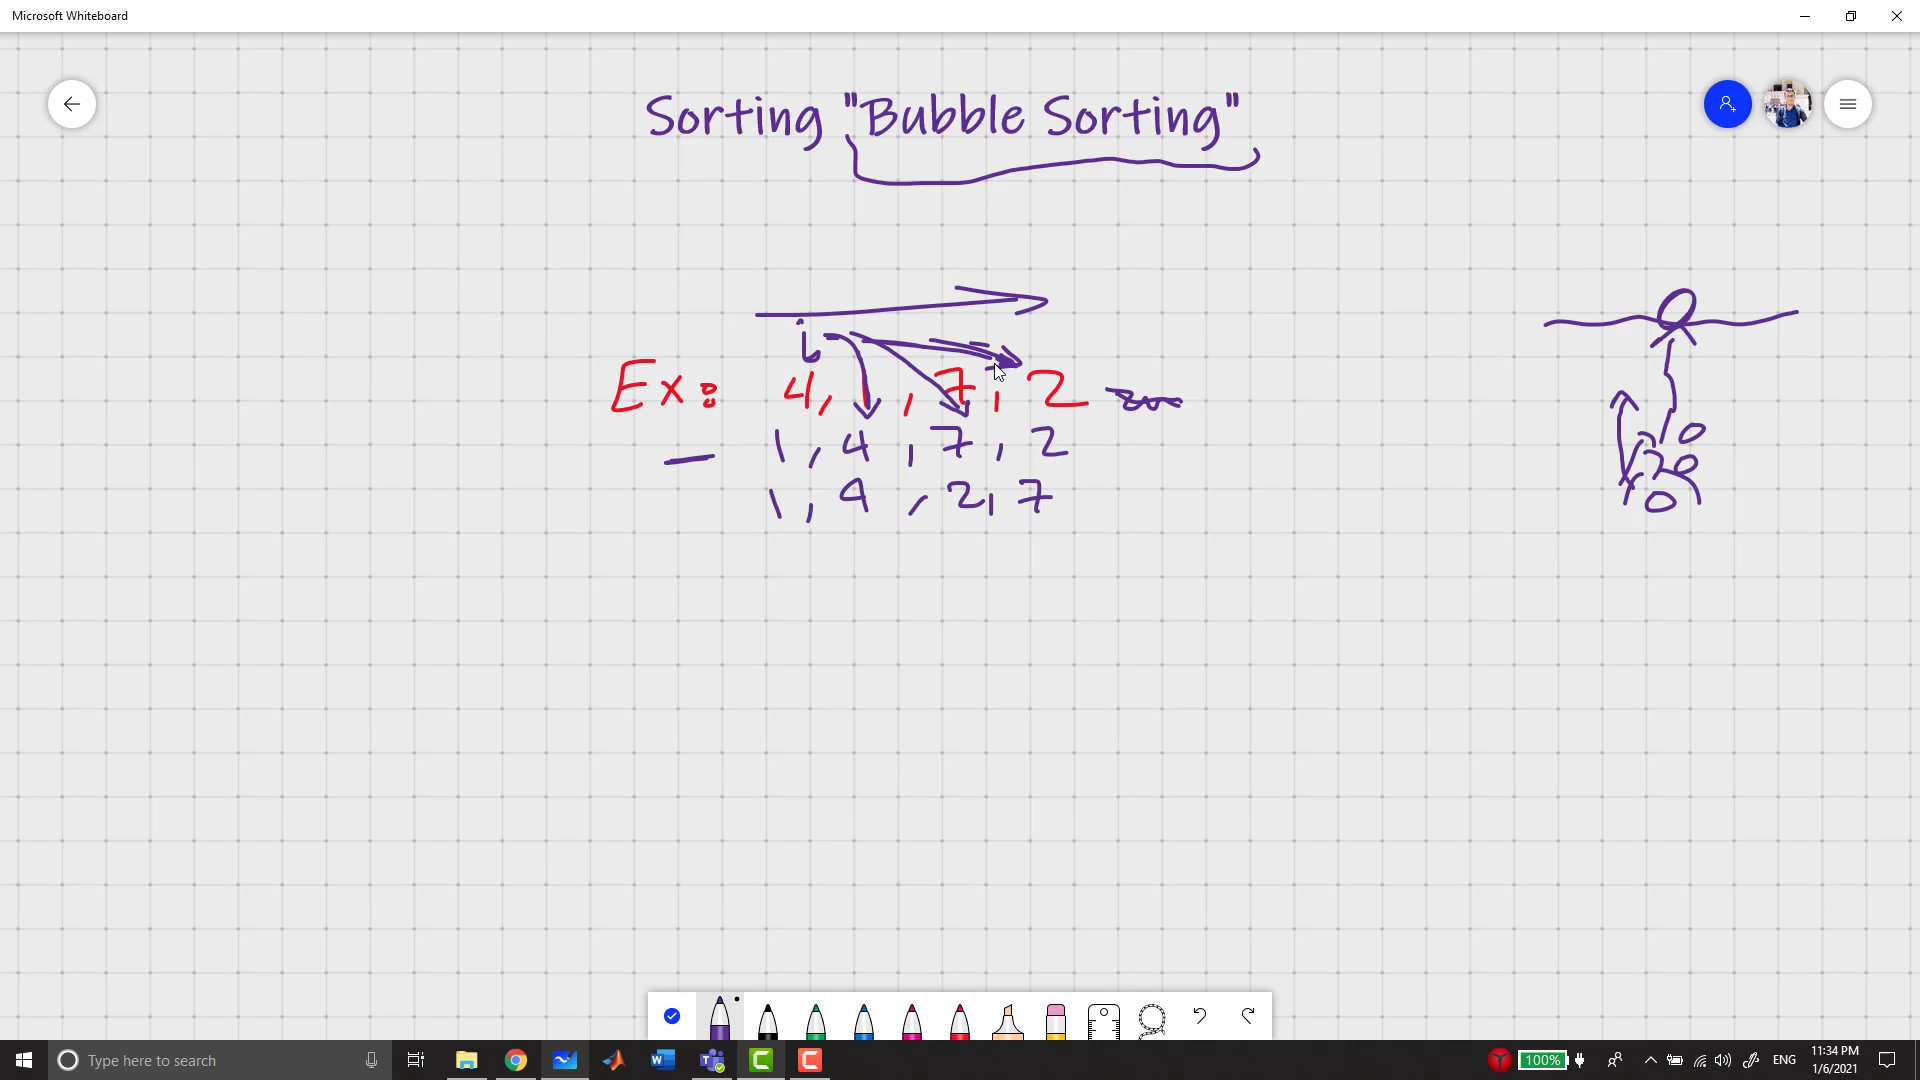 Microsoft Whiteboard
Sorting "Bubble Sorting"
i
Ex: 4, 1, 7, 2
1, 4, 7, 2
1, 4, 2, 7
Type here to search
100%
ENG
11:34 PM
1/6/2021